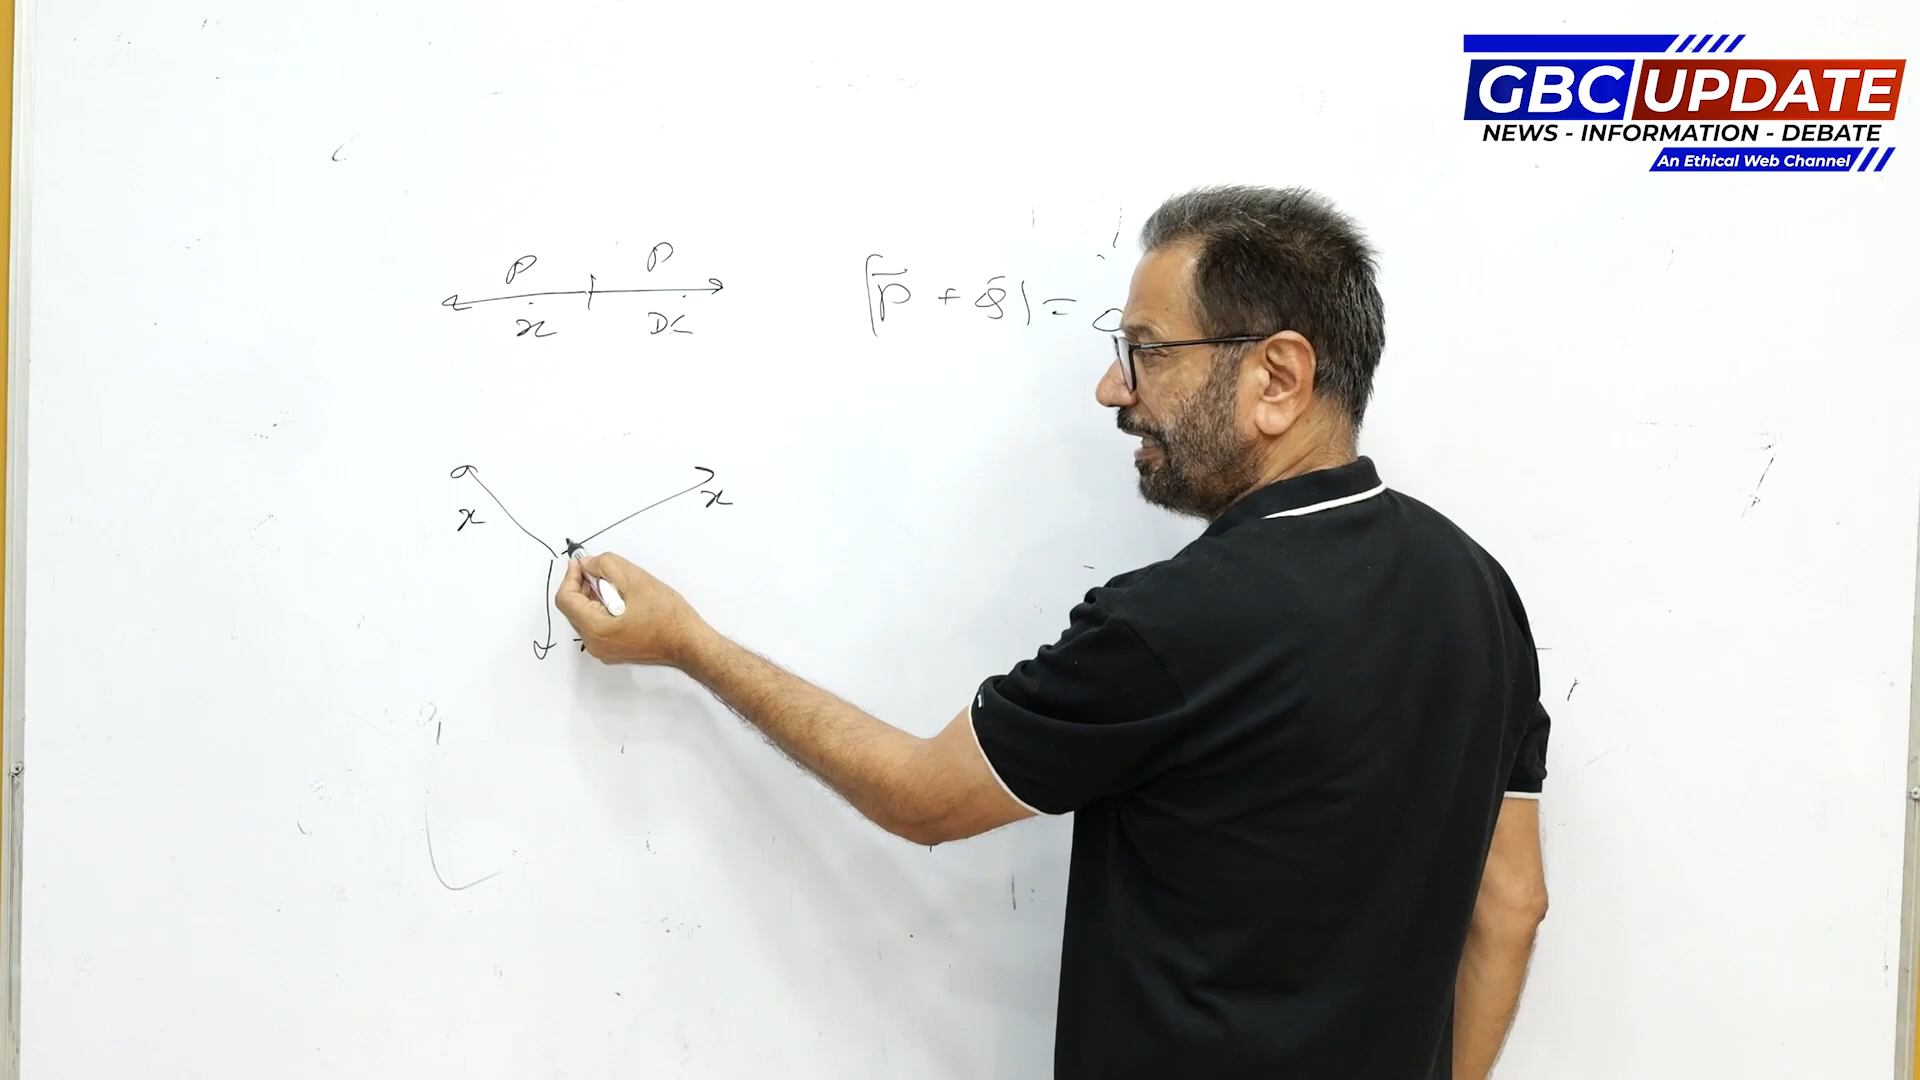 GBC UPDATE
NEWS - INFORMATION - DEBATE
An Ethical Web Channel
P P
x x
|P̄ + Q̄| =
x x